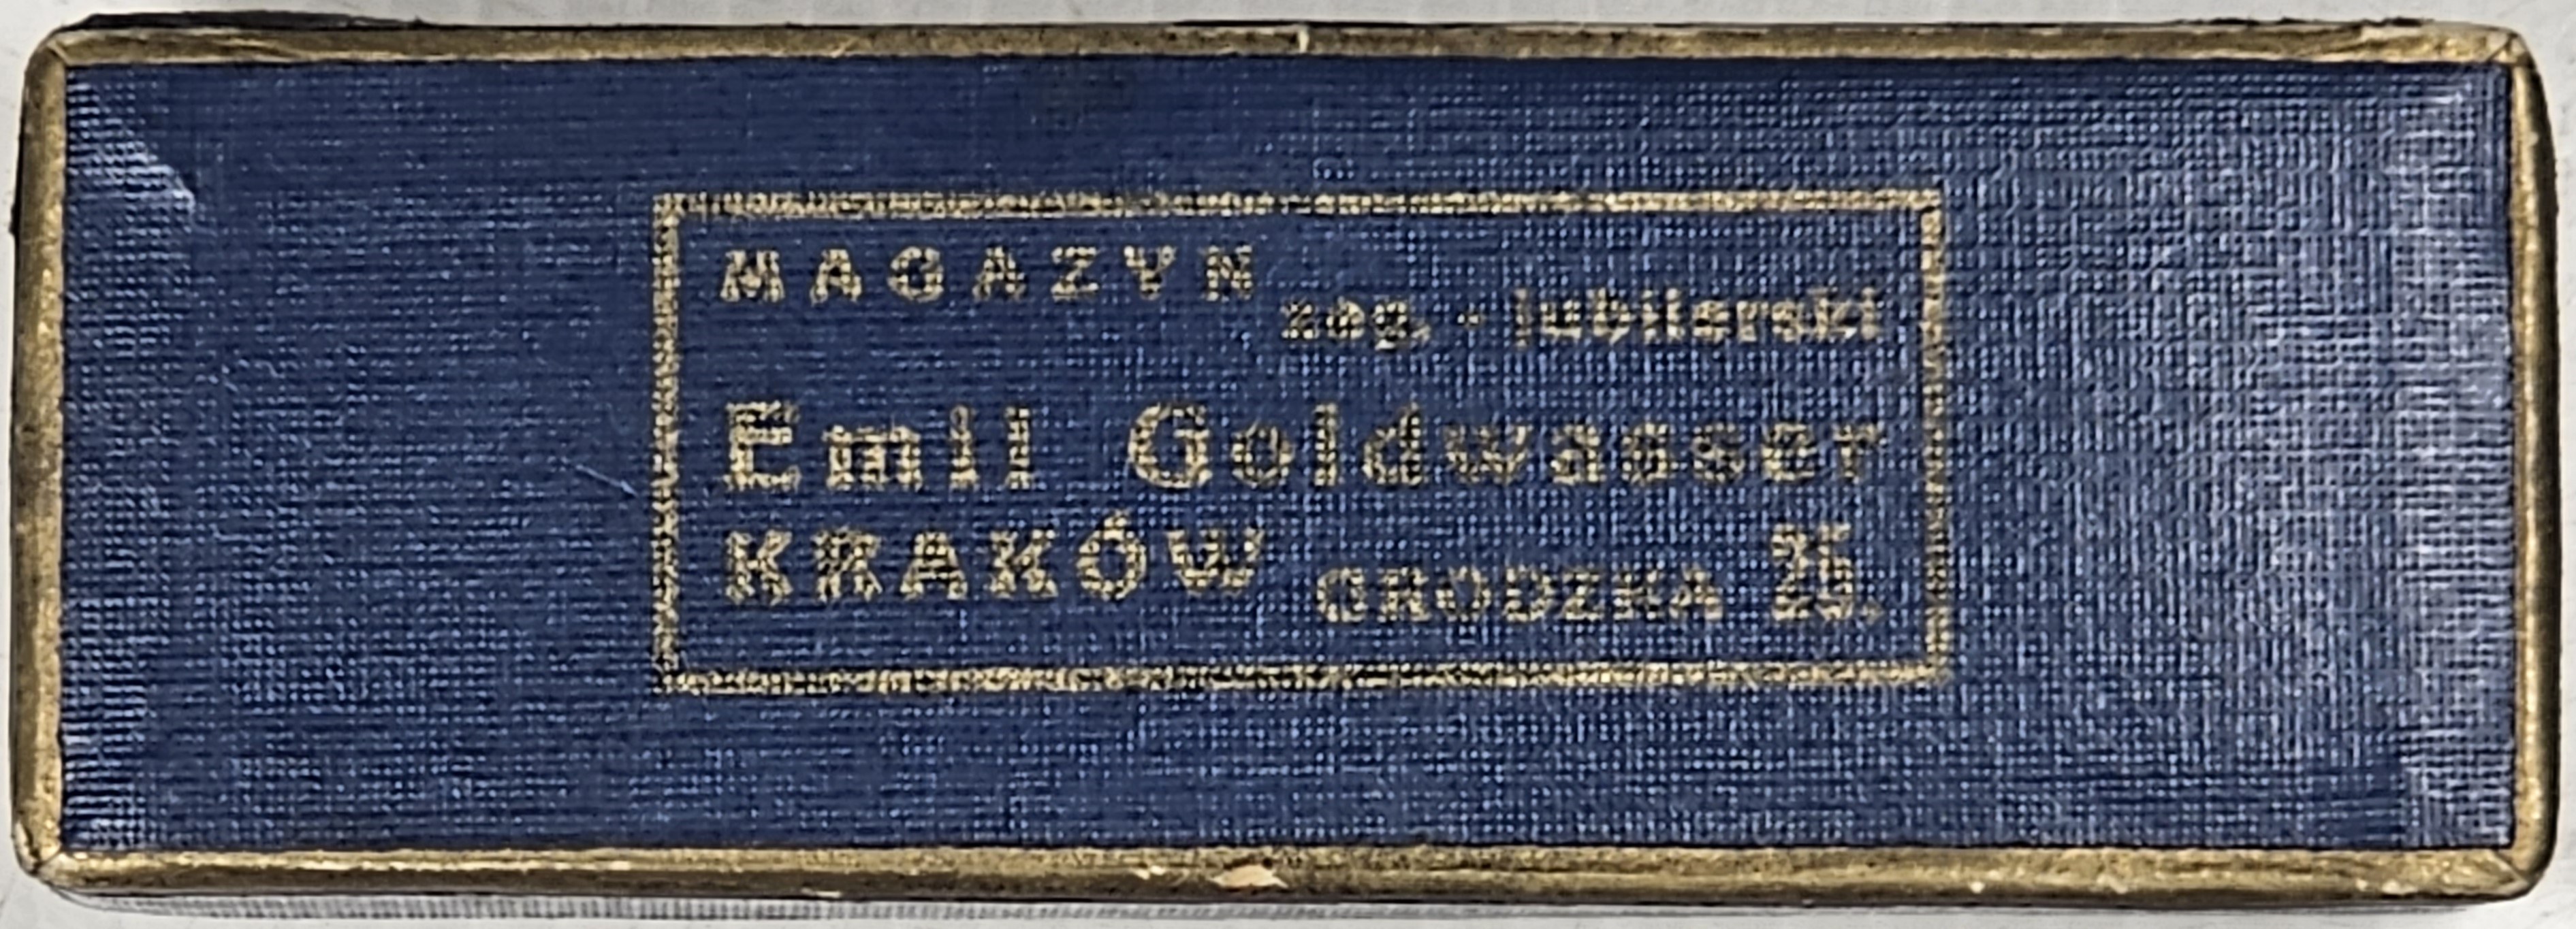 MAGAZYN zeg. - jubilerski
Emil Goldwasser
KRAKÓW GRODZKA 25.